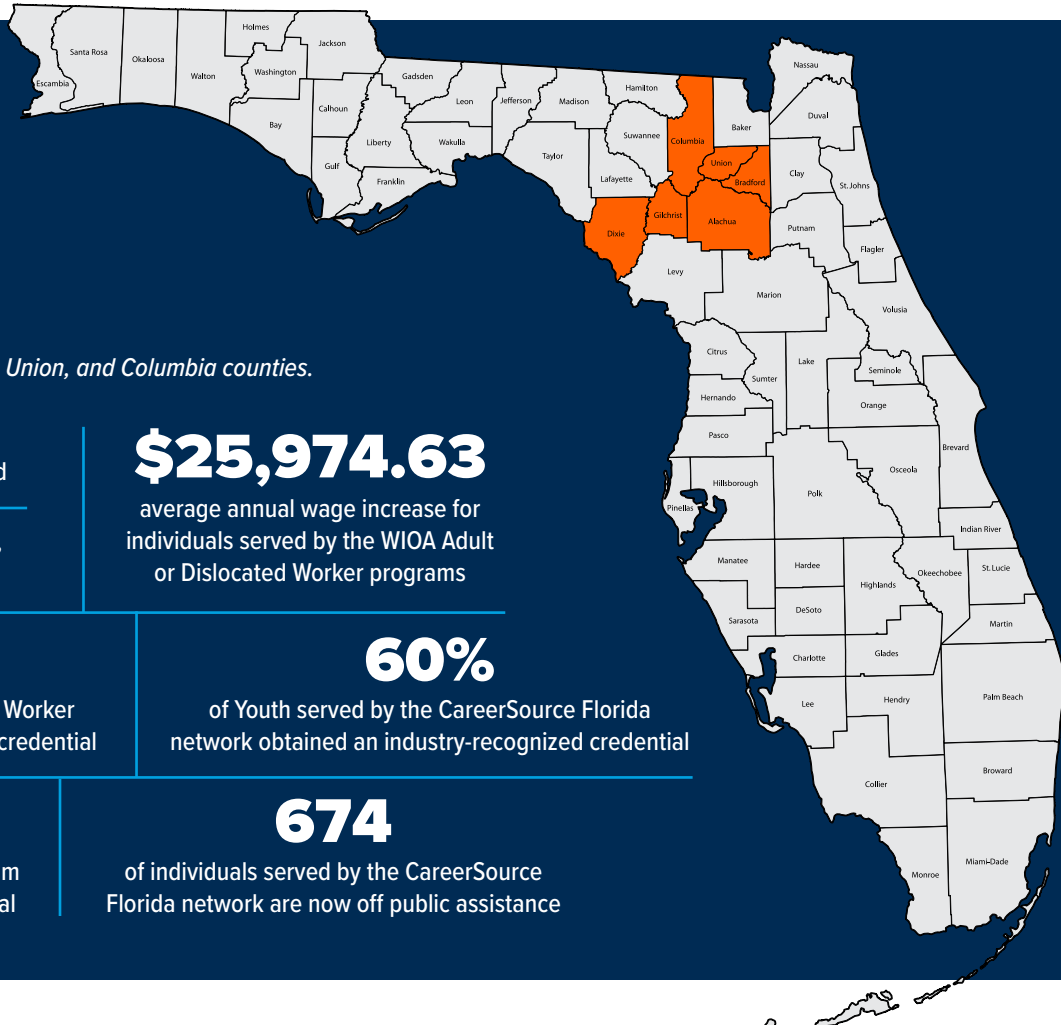 Holmes
Jackson
Santa Rosa
Okaloosa
Walton
Washington
Escambia
Gadsden
Hamilton
Nassau
Calhoun
Leon
Jefferson
Madison
Duval
Bay
Liberty
Wakulla
Suwannee
Columbia
Baker
Gulf
Taylor
Union
Clay
Franklin
Lafayette
Bradford
St. Johns
Gilchrist
Alachua
Dixie
Putnam
Flagler
Levy
Marion
Volusia
Citrus
Lake
Sumter
Seminole
Hernando
Orange
Pasco
Brevard
Hillsborough
Osceola
Polk
Pinellas
Indian River
Manatee
Hardee
Okeechobee
St. Lucie
Highlands
DeSoto
Sarasota
Martin
Charlotte
Glades
Lee
Hendry
Palm Beach
Broward
Collier
Miami-Dade
Monroe
Union, and Columbia counties.
$25,974.63
average annual wage increase for
individuals served by the WIOA Adult
or Dislocated Worker programs
Worker
credential
60%
of Youth served by the CareerSource Florida
network obtained an industry-recognized credential
674
of individuals served by the CareerSource
Florida network are now off public assistance